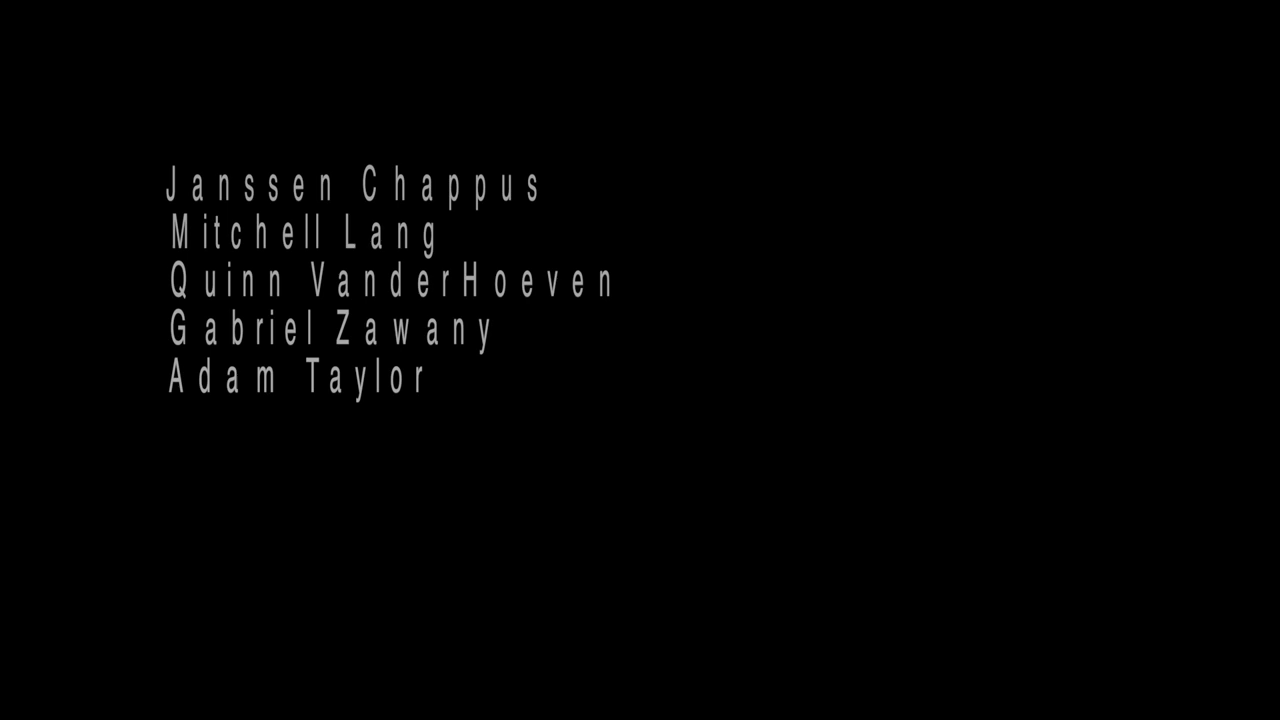 Janssen Chappus
Mitchell Lang
Quinn VanderHoeven
Gabriel Zawany
Adam Taylor